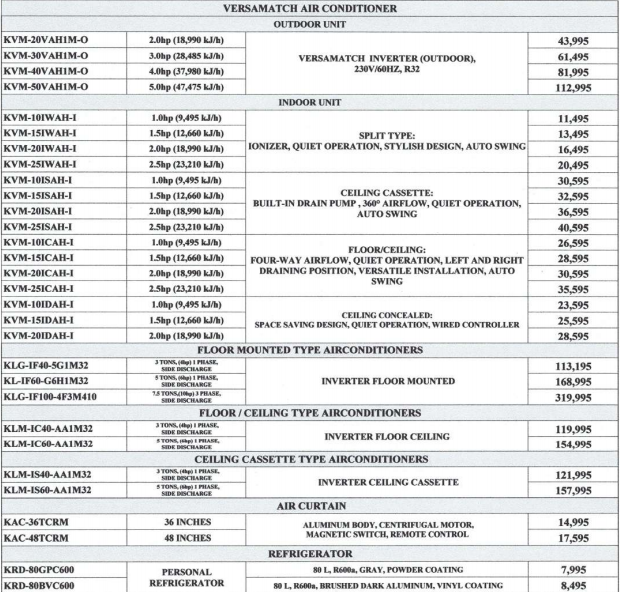 VERSAMATCH AIR CONDITIONER
OUTDOOR UNIT
KVM-20VAH1M-O 2.0hp (18,990 kJ/h) 43,995
KVM-30VAH1M-O 3.0hp (28,485 kJ/h) 61,495
VERSAMATCH INVERTER (OUTDOOR),
230V/60HZ, R32
KVM-40VAH1M-O 4.0hp (37,980 kJ/h) 81,995
KVM-50VAH1M-O 5.0hp (47,475 kJ/h) 112,995
INDOOR UNIT
KVM-10IWAH-I 1.0hp (9,495 kJ/h) 11,495
KVM-15IWAH-I 1.5hp (12,660 kJ/h) 13,495
SPLIT TYPE:
IONIZER, QUIET OPERATION, STYLISH DESIGN, AUTO SWING
KVM-20IWAH-I 2.0hp (18,990 kJ/h) 16,495
KVM-25IWAH-I 2.5hp (23,210 kJ/h) 20,495
KVM-10ISAH-I 1.0hp (9,495 kJ/h) 30,595
KVM-15ISAH-I 1.5hp (12,660 kJ/h) 32,595
CEILING CASSETTE:
BUILT-IN DRAIN PUMP , 360° AIRFLOW, QUIET OPERATION,
AUTO SWING
KVM-20ISAH-I 2.0hp (18,990 kJ/h) 36,595
KVM-25ISAH-I 2.5hp (23,210 kJ/h) 40,595
KVM-10ICAH-I 1.0hp (9,495 kJ/h) 26,595
KVM-15ICAH-I 1.5hp (12,660 kJ/h) 28,595
FLOOR/CEILING:
FOUR-WAY AIRFLOW, QUIET OPERATION, LEFT AND RIGHT
DRAINING POSITION, VERSATILE INSTALLATION, AUTO
SWING
KVM-20ICAH-I 2.0hp (18,990 kJ/h) 30,595
KVM-25ICAH-I 2.5hp (23,210 kJ/h) 35,595
KVM-10IDAH-I 1.0hp (9,495 kJ/h) 23,595
KVM-15IDAH-I 1.5hp (12,660 kJ/h) 25,595
CEILING CONCEALED:
SPACE SAVING DESIGN, QUIET OPERATION, WIRED CONTROLLER
KVM-20IDAH-I 2.0hp (18,990 kJ/h) 28,595
FLOOR MOUNTED TYPE AIRCONDITIONERS
KLG-IF40-5G1M32 3 TONS, (4hp) 1 PHASE,
SIDE DISCHARGE 113,195
KL-IF60-G6H1M32 5 TONS, (6hp) 1 PHASE,
SIDE DISCHARGE INVERTER FLOOR MOUNTED 168,995
KLG-IF100-4F3M410 7.5 TONS,(10hp) 3 PHASE,
SIDE DISCHARGE 319,995
FLOOR / CEILING TYPE AIRCONDITIONERS
KLM-IC40-AA1M32 3 TONS, (4hp) 1 PHASE,
SIDE DISCHARGE 119,995
INVERTER FLOOR CEILING
KLM-IC60-AA1M32 5 TONS, (6hp) 1 PHASE,
SIDE DISCHARGE 154,995
CEILING CASSETTE TYPE AIRCONDITIONERS
KLM-IS40-AA1M32 3 TONS, (4hp) 1 PHASE,
SIDE DISCHARGE 121,995
INVERTER CEILING CASSETTE
KLM-IS60-AA1M32 5 TONS, (6hp) 1 PHASE,
SIDE DISCHARGE 157,995
AIR CURTAIN
KAC-36TCRM 36 INCHES 14,995
ALUMINUM BODY, CENTRIFUGAL MOTOR,
MAGNETIC SWITCH, REMOTE CONTROL
KAC-48TCRM 48 INCHES 17,595
REFRIGERATOR
KRD-80GPC600 80 L, R600a, GRAY, POWDER COATING 7,995
PERSONAL
REFRIGERATOR
KRD-80BVC600 80 L, R600a, BRUSHED DARK ALUMINUM, VINYL COATING 8,495